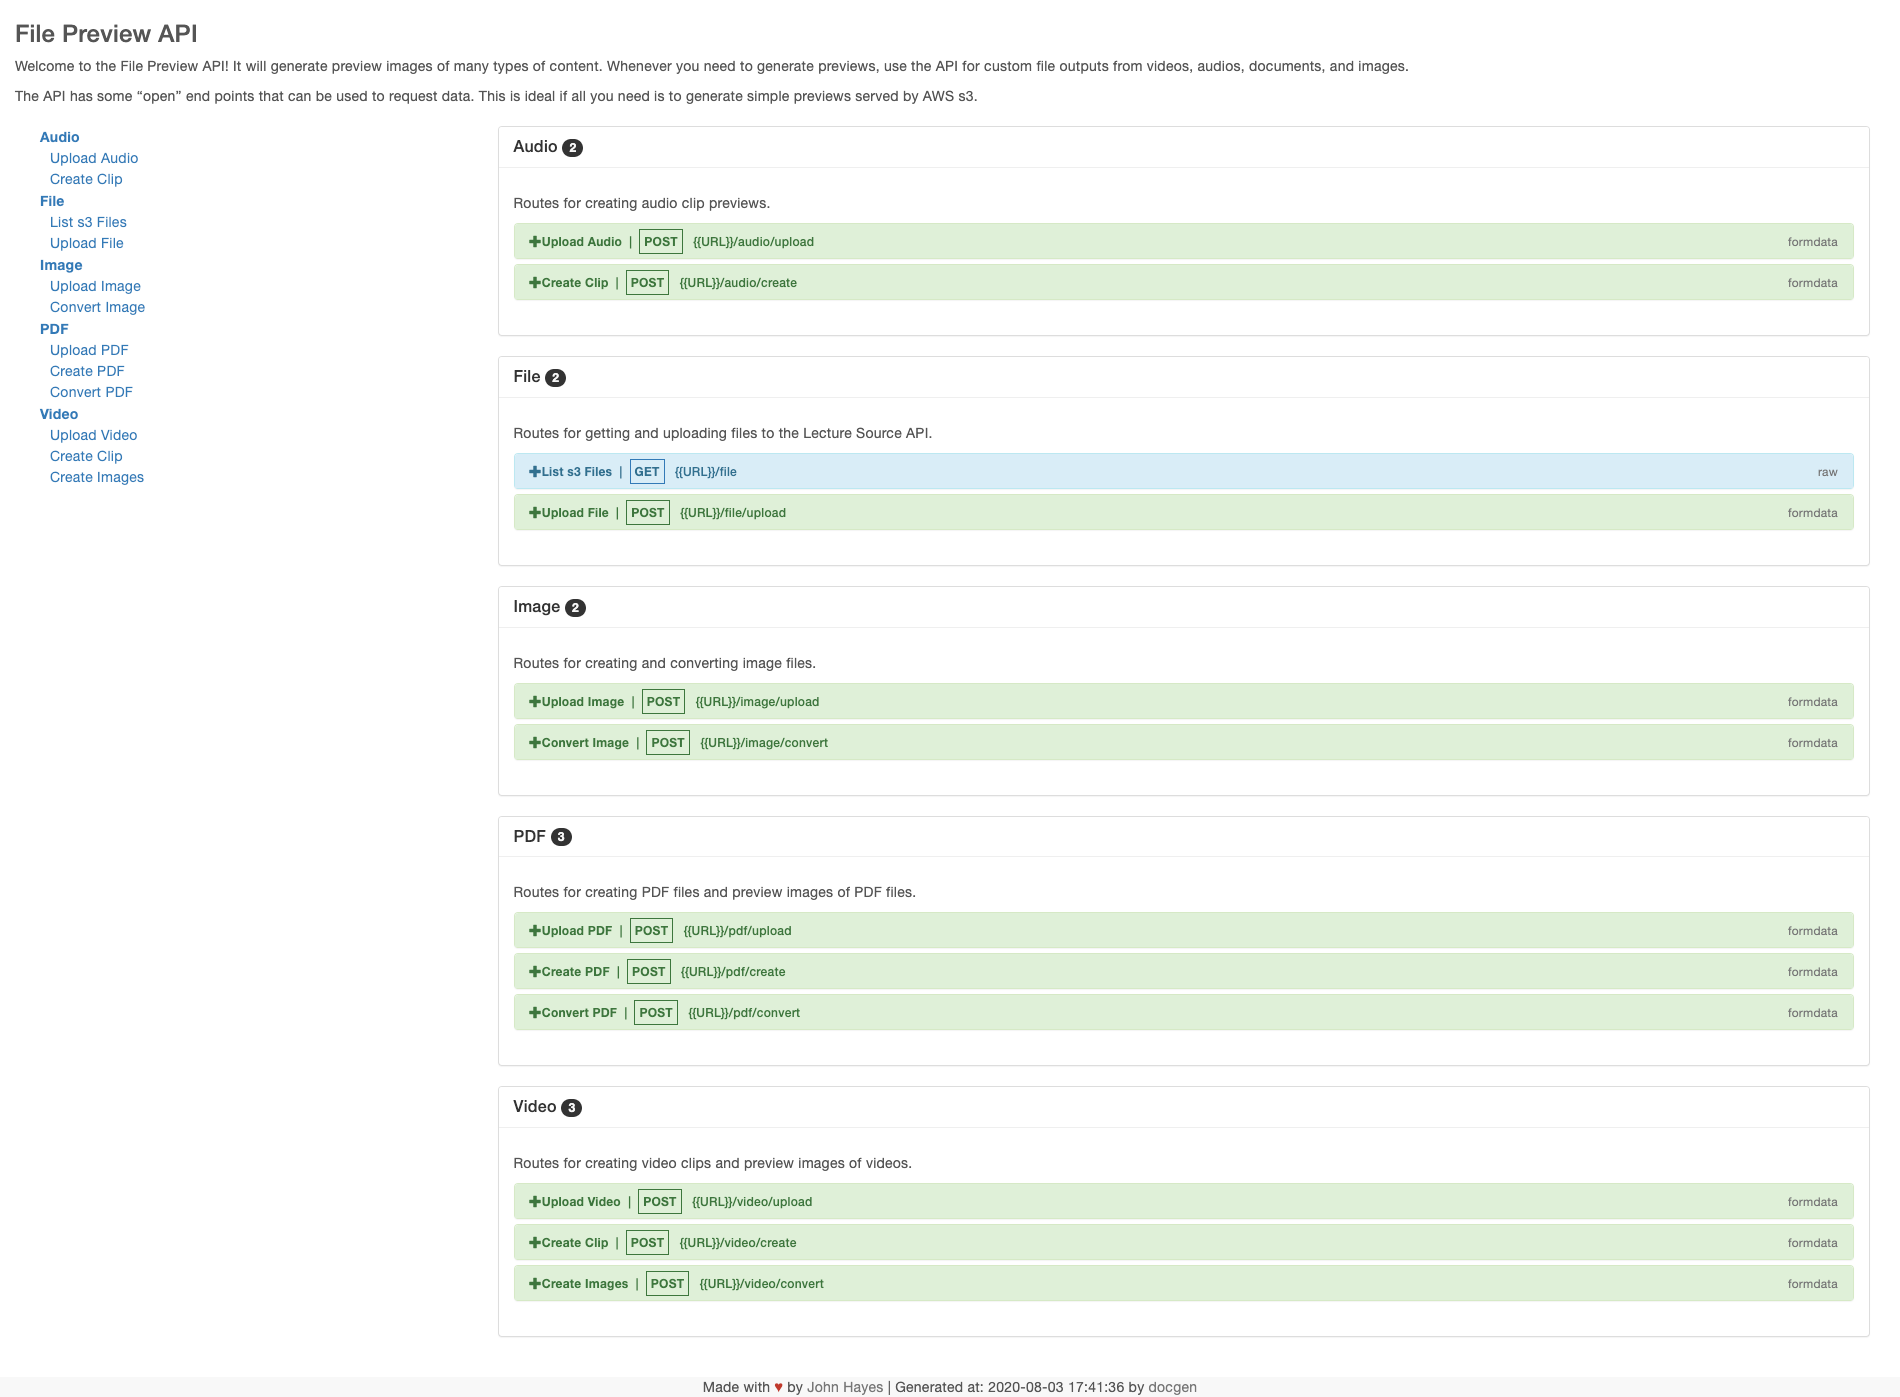 File Preview API
Welcome to the File Preview API! It will generate preview images of many types of content. Whenever you need to generate previews, use the API for custom file outputs from videos, audios, documents, and images.
The API has some “open” end points that can be used to request data. This is ideal if all you need is to generate simple previews served by AWS s3.
Audio
Upload Audio
Create Clip
File
List s3 Files
Upload File
Image
Upload Image
Convert Image
PDF
Upload PDF
Create PDF
Convert PDF
Video
Upload Video
Create Clip
Create Images
Audio 2
Routes for creating audio clip previews.
Upload Audio | POST {{URL}}/audio/upload formdata
Create Clip | POST {{URL}}/audio/create formdata
File 2
Routes for getting and uploading files to the Lecture Source API.
List s3 Files | GET {{URL}}/file raw
Upload File | POST {{URL}}/file/upload formdata
Image 2
Routes for creating and converting image files.
Upload Image | POST {{URL}}/image/upload formdata
Convert Image | POST {{URL}}/image/convert formdata
PDF 3
Routes for creating PDF files and preview images of PDF files.
Upload PDF | POST {{URL}}/pdf/upload formdata
Create PDF | POST {{URL}}/pdf/create formdata
Convert PDF | POST {{URL}}/pdf/convert formdata
Video 3
Routes for creating video clips and preview images of videos.
Upload Video | POST {{URL}}/video/upload formdata
Create Clip | POST {{URL}}/video/create formdata
Create Images | POST {{URL}}/video/convert formdata
Made with ♥ by John Hayes | Generated at: 2020-08-03 17:41:36 by docgen